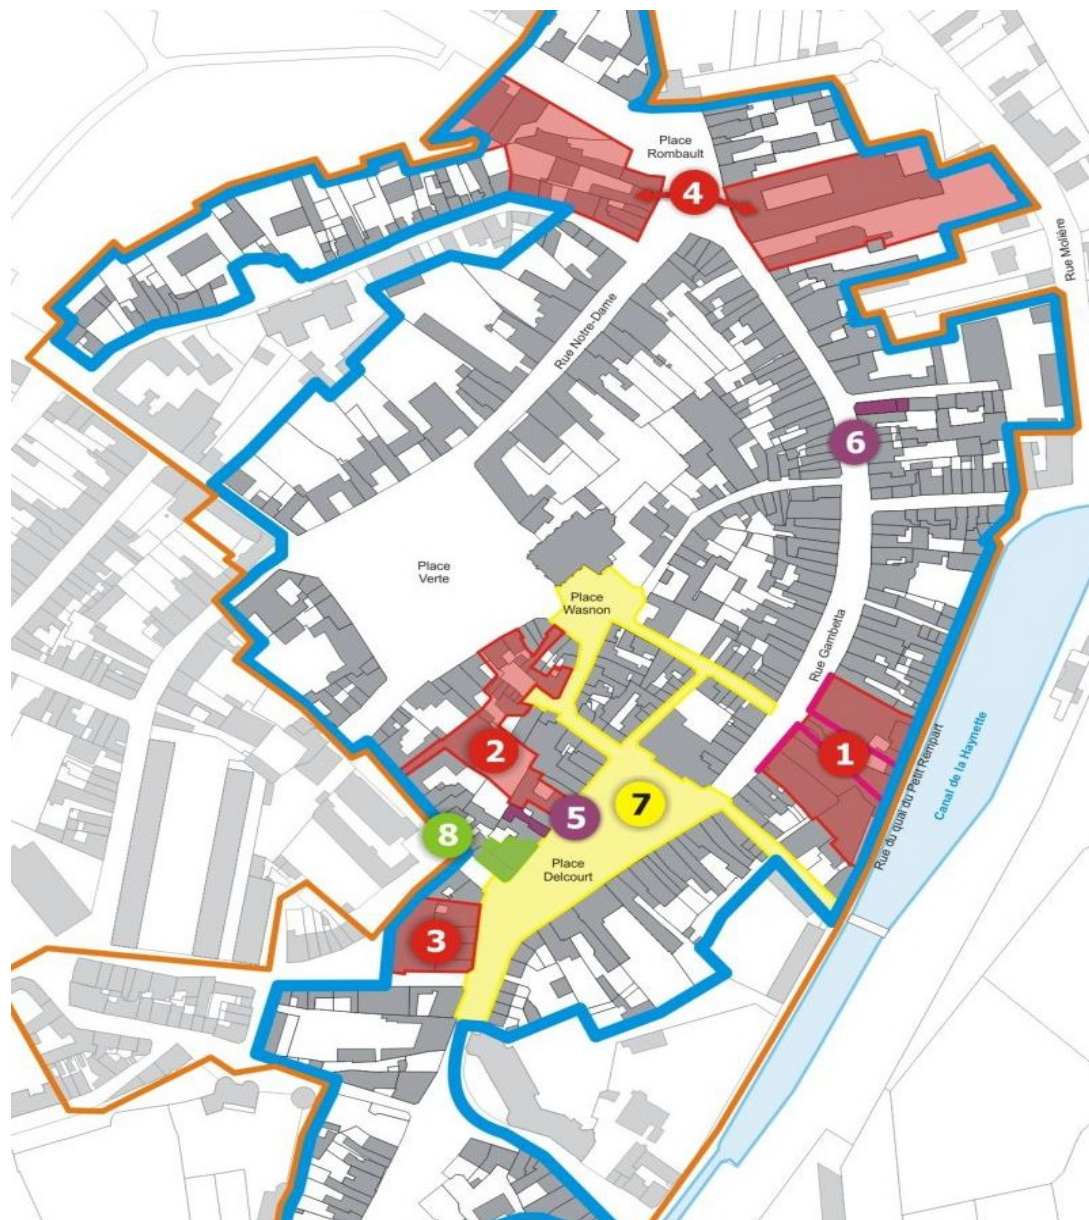 Place
Rombault
4
Rue Molière
Rue Notre-Dame
6
Place
Verte
Place
Wasnon
Rue Gambetta
2
1
7
5
8
Place
Delcourt
Rue du quai du Petit Rempart
Canal de la Haynette
3